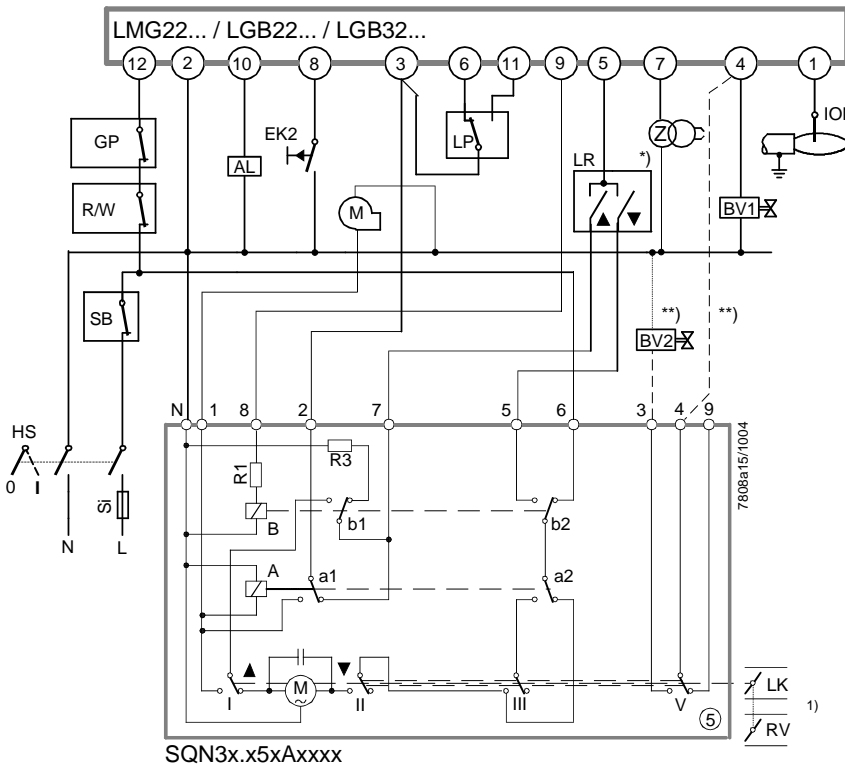 LMG22... / LGB22... / LGB32...
12 2 10 8 3 6 11 9 5 7 4 1
GP
EK2
LP
LR *)
Z
AL
R/W
M
BV1
SB
**) **)
BV2
N 1 8 2 7 5 6 3 4 9
HS
0 I
Si
N L
R3
R1
B b1 b2
A a1 a2
▲ ▼
▲ M ▼
~
I II III V
5
LK
1)
RV
7808a15/1004
SQN3x.x5xAxxxx